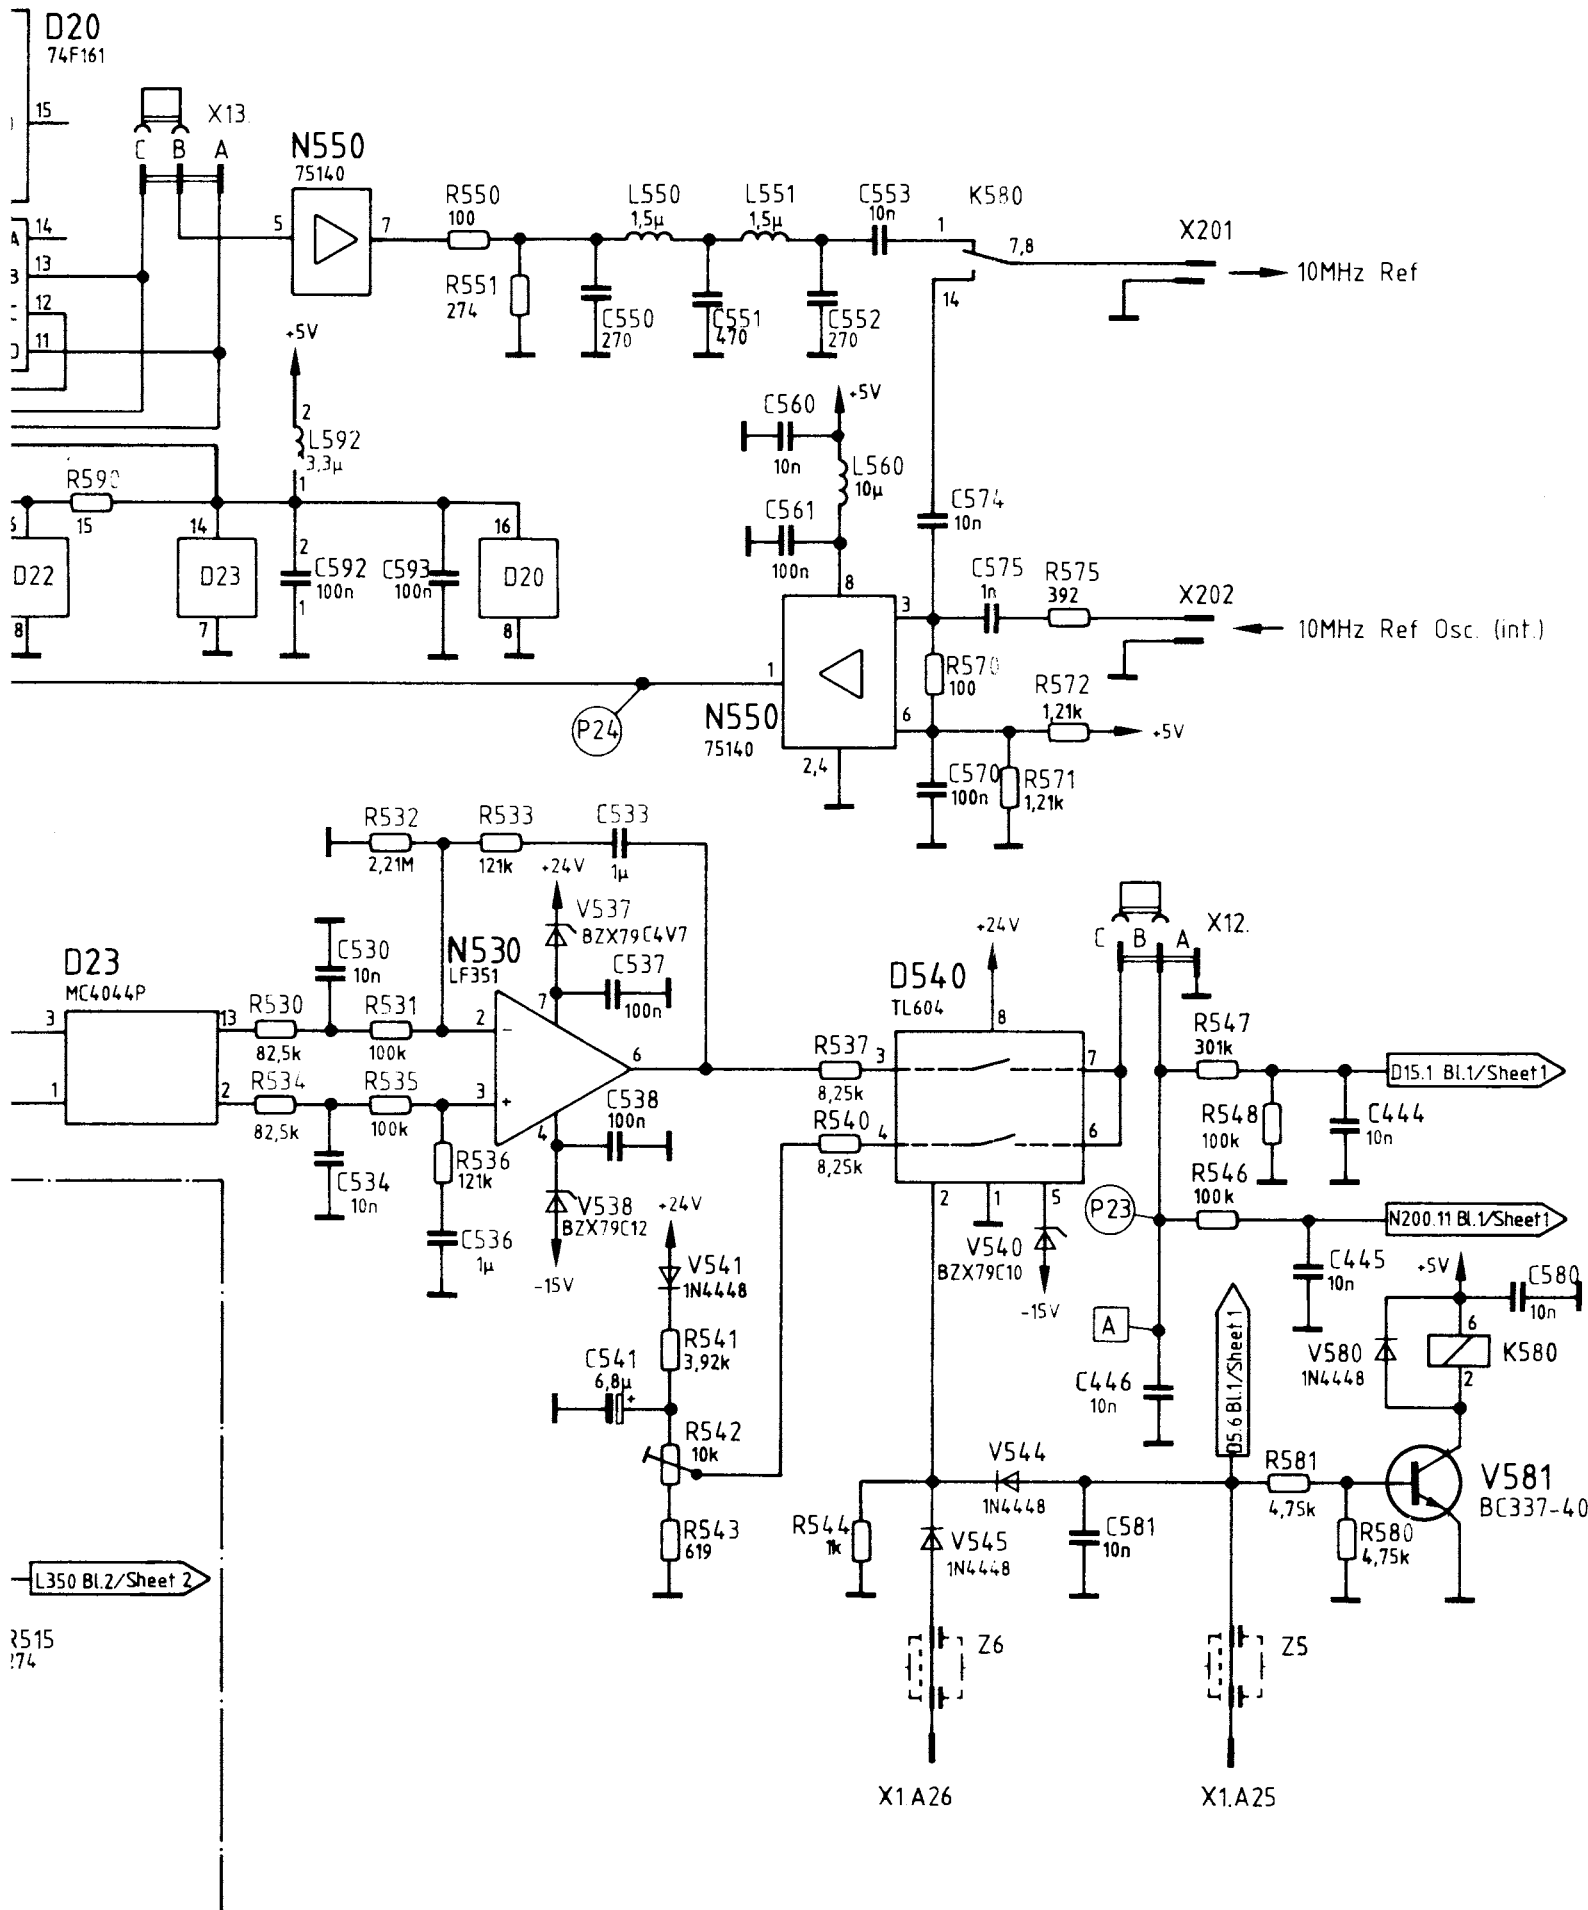 D20
74F161
15
X13.
C B A
N550
75140
5
7
R550
100
L550
1,5µ
L551
1,5µ
C553
10n
K580
1
7,8
14
X201
10MHz Ref
R551
274
C550
270
C551
470
C552
270
A 14
B 13
12
11
+5V
2
L592
3,3µ
1
R590
15
C560
10n
+5V
L560
10µ
C561
100n
C574
10n
14
16
2
D22
D23
C592
100n
1
C593
100n
D20
8
7
8
8
3
C575
1n
R575
392
X202
10MHz Ref Osc. (int.)
R570
100
R572
1,21k
+5V
1
N550
75140
6
2,4
P24
C570
100n
R571
1,21k
R532
2,21M
R533
121k
C533
1µ
+24V
V537
BZX79C4V7
C530
10n
N530
LF351
C537
100n
D23
MC4044P
3
13
R530
82,5k
R531
100k
2
-
7
6
1
2
R534
82,5k
R535
100k
3
+
4
C538
100n
C534
10n
R536
121k
V538
BZX79C12
C536
1µ
-15V
+24V
D540
TL604
8
C B A
X12.
R537
8,25k
3
7
R540
8,25k
4
6
R547
301k
D15.1 Bl.1/Sheet1
R548
100k
C444
10n
2
1
5
V540
BZX79C10
-15V
P23
R546
100k
N200.11 Bl.1/Sheet1
C445
10n
+24V
V541
1N4448
R541
3,92k
C541
6,8µ
+
R542
10k
R543
619
A
C446
10n
D5.6 Bl.1/Sheet 1
+5V
C580
10n
6
V580
1N4448
K580
2
V544
1N4448
R581
4,75k
V581
BC337-40
R544
1k
V545
1N4448
C581
10n
R580
4,75k
L350 Bl.2/Sheet 2
R515
274
Z6
Z5
X1.A26
X1.A25